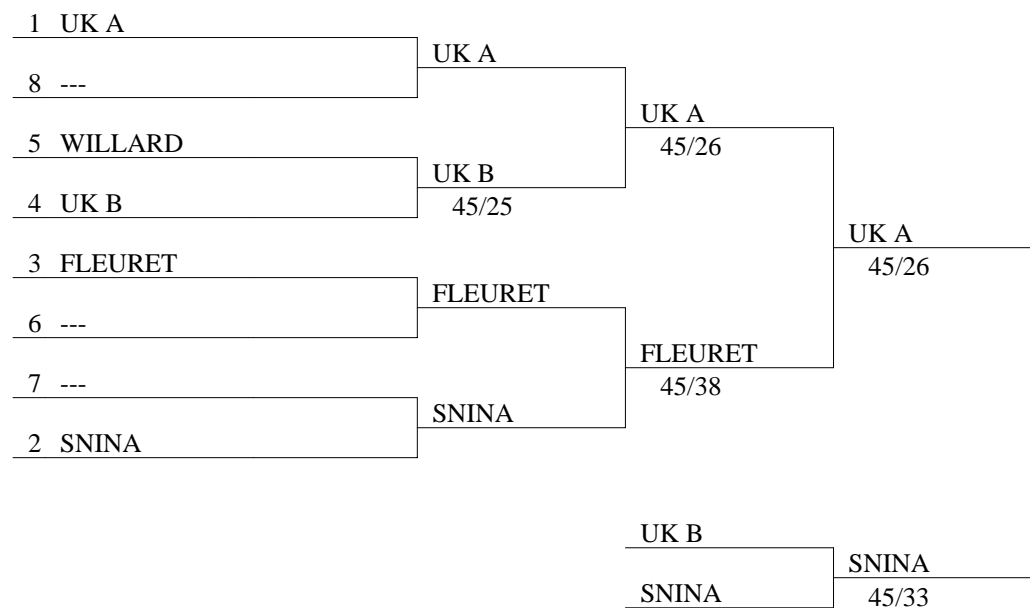 1 UK A
UK A
8 ---
UK A
45/26
5 WILLARD
UK B
45/25
4 UK B
UK A
45/26
3 FLEURET
FLEURET
6 ---
FLEURET
45/38
7 ---
SNINA
2 SNINA
UK B
SNINA
45/33
SNINA